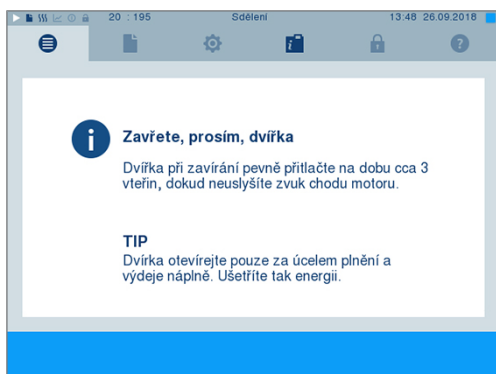 20 : 195 Sdělení 13:48 26.09.2018
Zavřete, prosím, dvířka
Dvířka při zavírání pevně přitlačte na dobu cca 3
vteřin, dokud neuslyšíte zvuk chodu motoru.
TIP
Dvírka otevírejte pouze za účelem plnění a
výdeje náplně. Ušetříte tak energii.